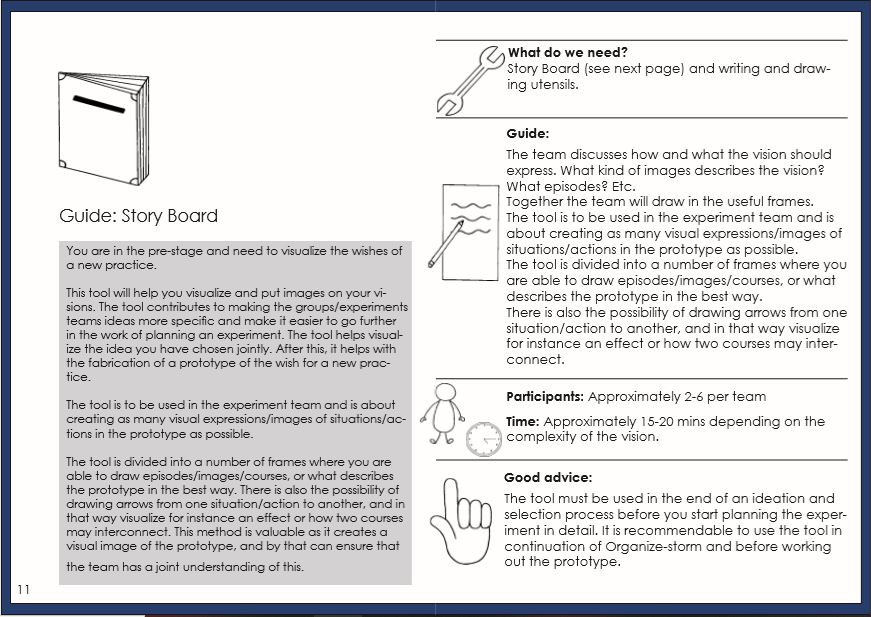 Guide: Story Board
You are in the pre-stage and need to visualize the wishes of
a new practice.
This tool will help you visualize and put images on your vi-
sions. The tool contributes to making the groups/experiments
teams ideas more specific and make it easier to go further
in the work of planning an experiment. The tool helps visual-
ize the idea you have chosen jointly. After this, it helps with
the fabrication of a prototype of the wish for a new prac-
tice.
The tool is to be used in the experiment team and is about
creating as many visual expressions/images of situations/ac-
tions in the prototype as possible.
The tool is divided into a number of frames where you are
able to draw episodes/images/courses, or what describes
the prototype in the best way. There is also the possibility of
drawing arrows from one situation/action to another, and in
that way visualize for instance an effect or how two courses
may interconnect. This method is valuable as it creates a
visual image of the prototype, and by that can ensure that
the team has a joint understanding of this.
11
What do we need?
Story Board (see next page) and writing and draw-
ing utensils.
Guide:
The team discusses how and what the vision should
express. What kind of images describes the vision?
What episodes? Etc.
Together the team will draw in the useful frames.
The tool is to be used in the experiment team and is
about creating as many visual expressions/images of
situations/actions in the prototype as possible.
The tool is divided into a number of frames where you
are able to draw episodes/images/courses, or what
describes the prototype in the best way.
There is also the possibility of drawing arrows from one
situation/action to another, and in that way visualize
for instance an effect or how two courses may inter-
connect.
Participants: Approximately 2-6 per team
Time: Approximately 15-20 mins depending on the
complexity of the vision.
Good advice:
The tool must be used in the end of an ideation and
selection process before you start planning the exper-
iment in detail. It is recommendable to use the tool in
continuation of Organize-storm and before working
out the prototype.